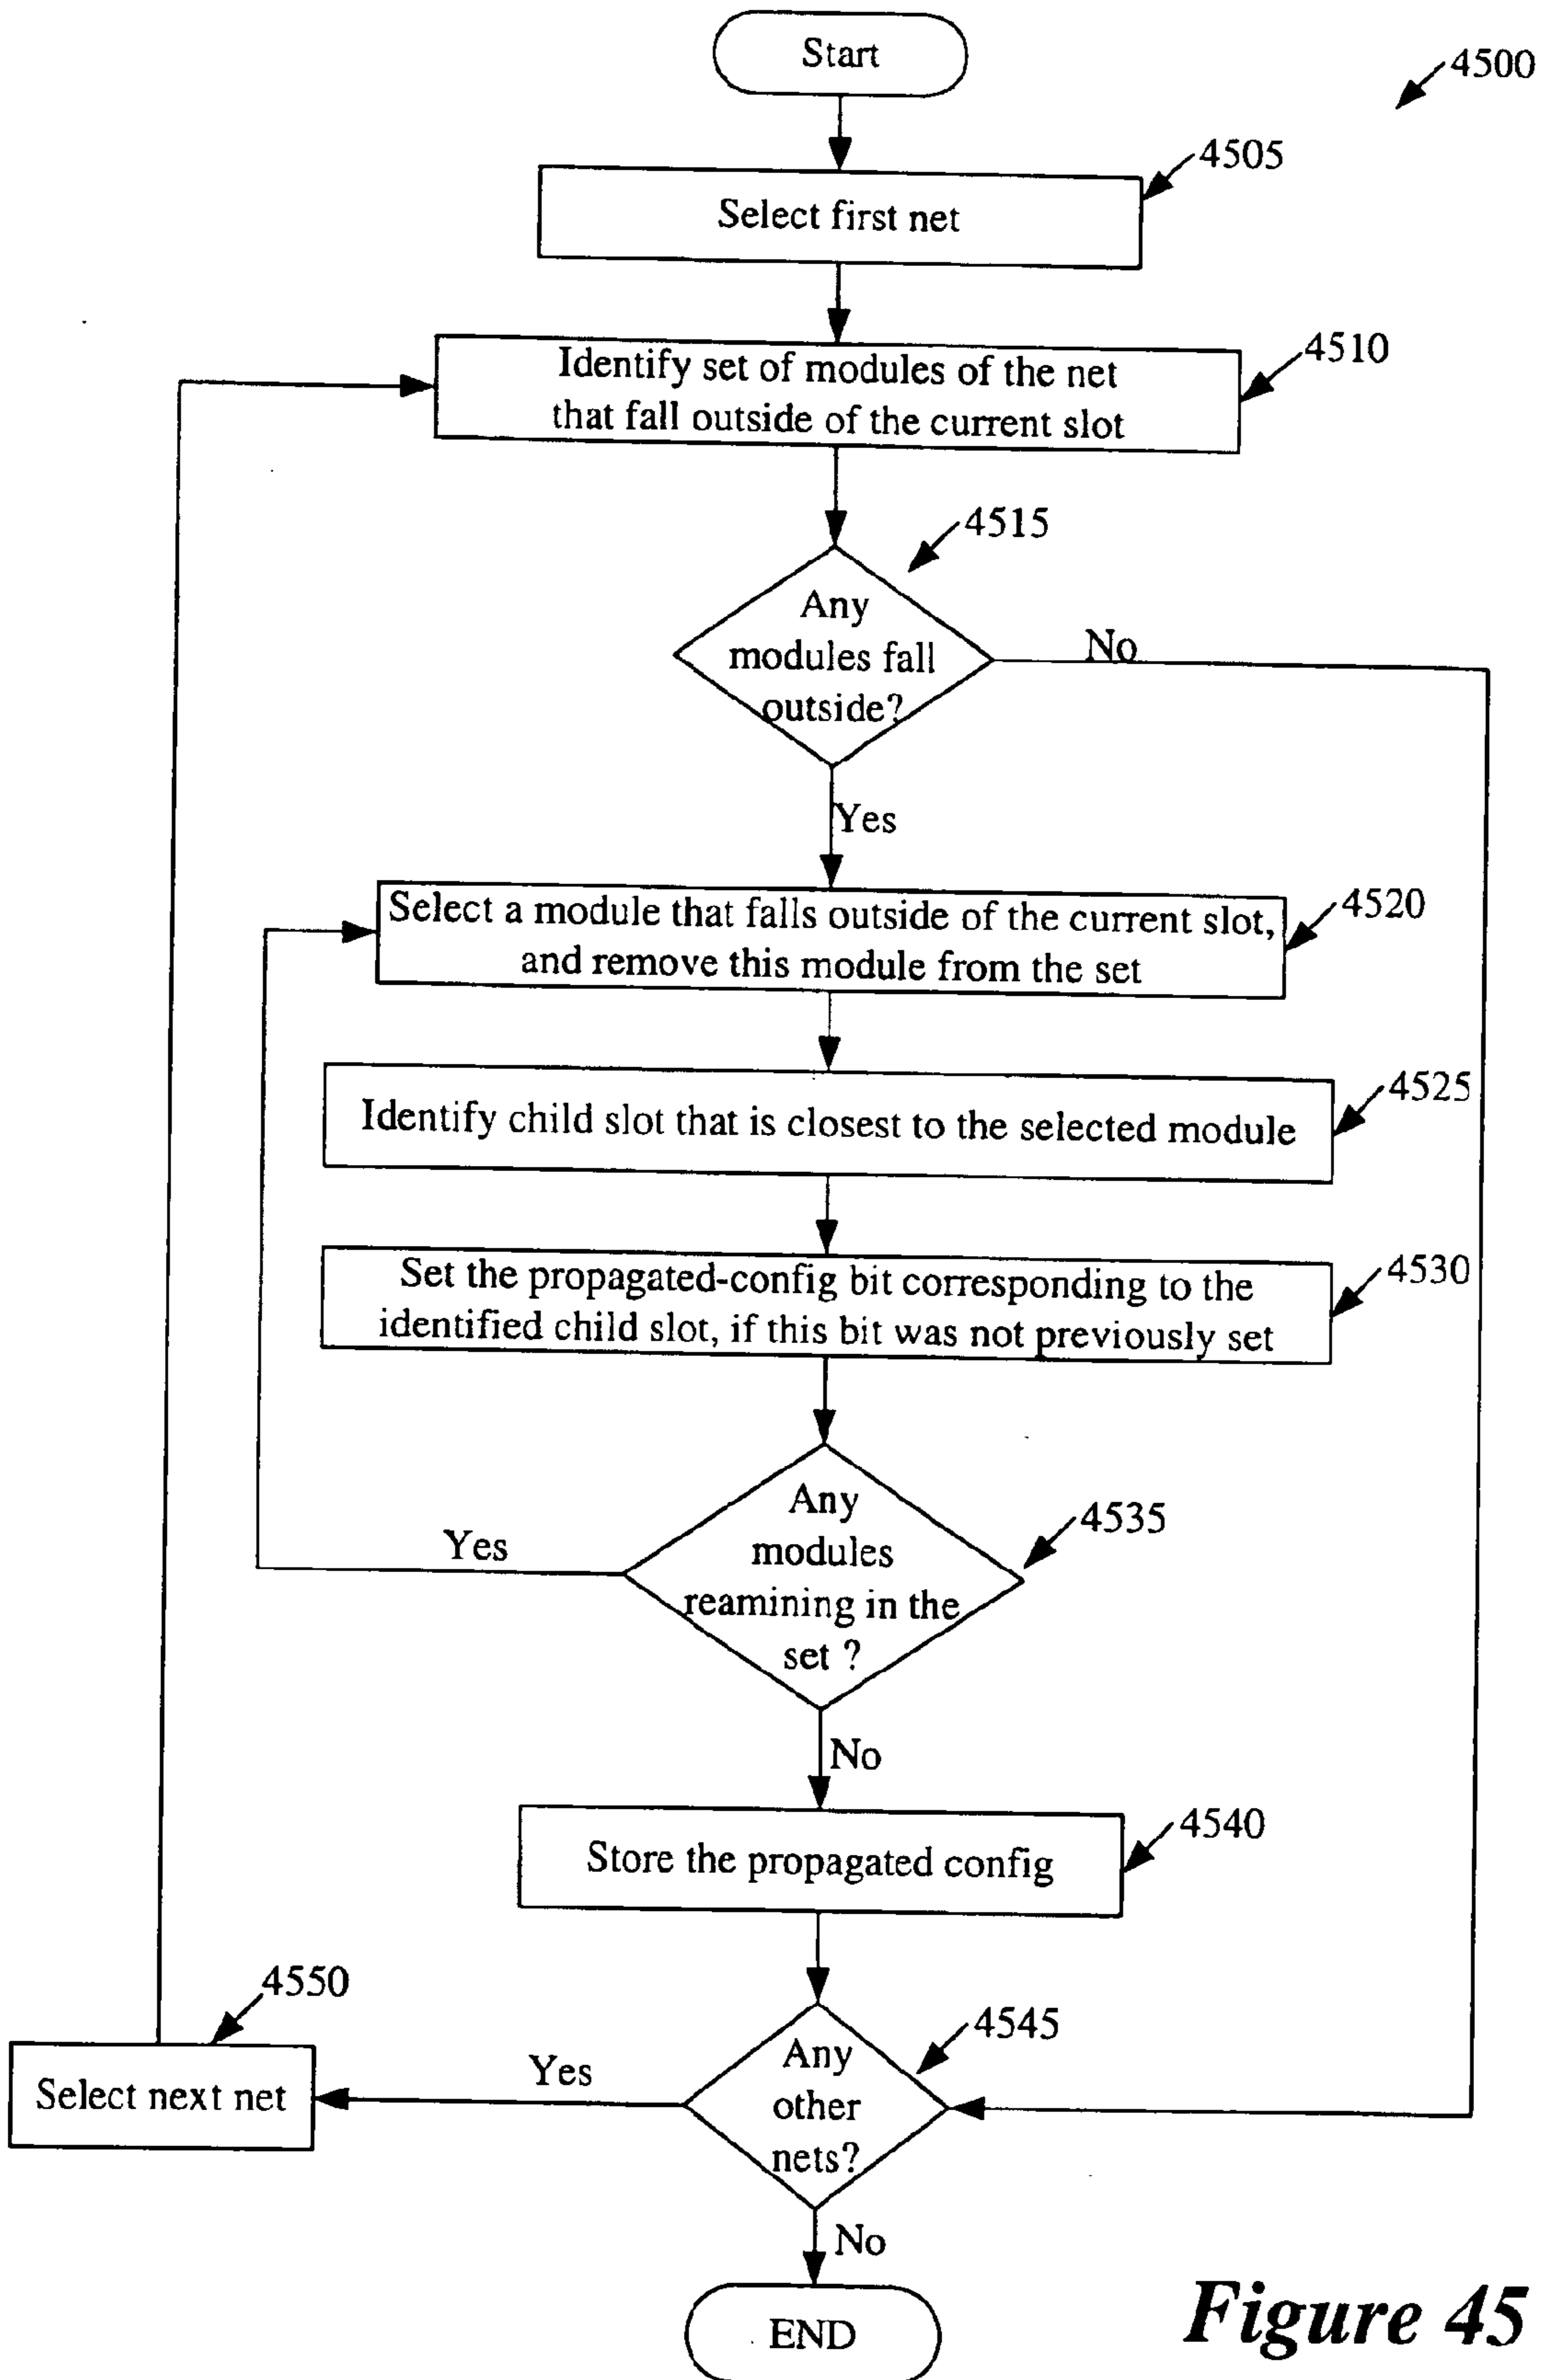 Start
4500
4505
Select first net
4510
Identify set of modules of the net
that fall outside of the current slot
4515
Any
modules fall
outside?
No
Yes
4520
Select a module that falls outside of the current slot,
and remove this module from the set
4525
Identify child slot that is closest to the selected module
4530
Set the propagated-config bit corresponding to the
identified child slot, if this bit was not previously set
4535
Any
modules
reamining in the
set ?
Yes
No
4540
Store the propagated config
4550
4545
Any
other
nets?
Yes
Select next net
No
END
Figure 45